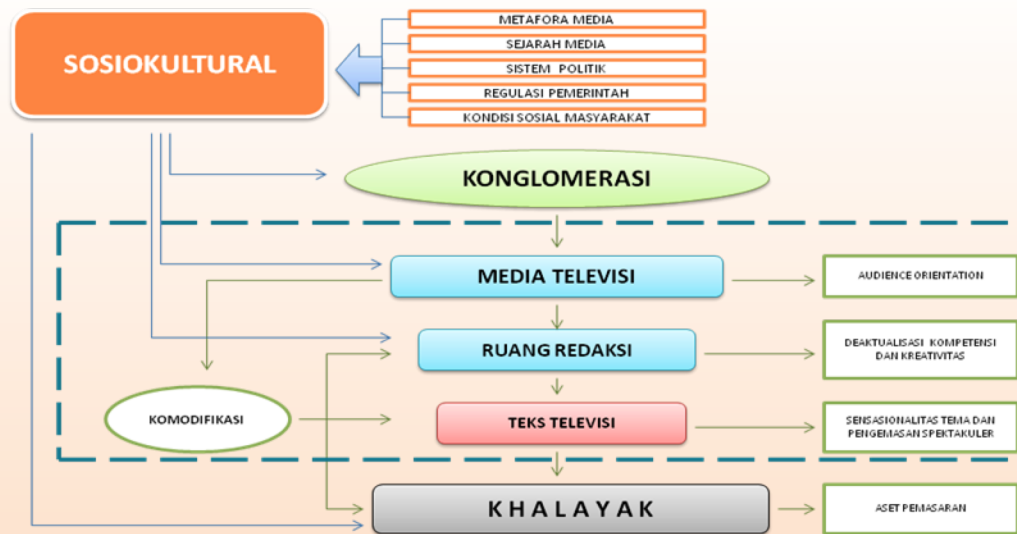 SOSIOKULTURAL
METAFORA MEDIA
SEJARAH MEDIA
SISTEM POLITIK
REGULASI PEMERINTAH
KONDISI SOSIAL MASYARAKAT
KONGLOMERASI
MEDIA TELEVISI
AUDIENCE ORIENTATION
RUANG REDAKSI
DEAKTUALISASI KOMPETENSI
DAN KREATIVITAS
KOMODIFIKASI
TEKS TELEVISI
SENSASIONALITAS TEMA DAN
PENGEMASAN SPEKTAKULER
KHALAYAK
ASET PEMASARAN